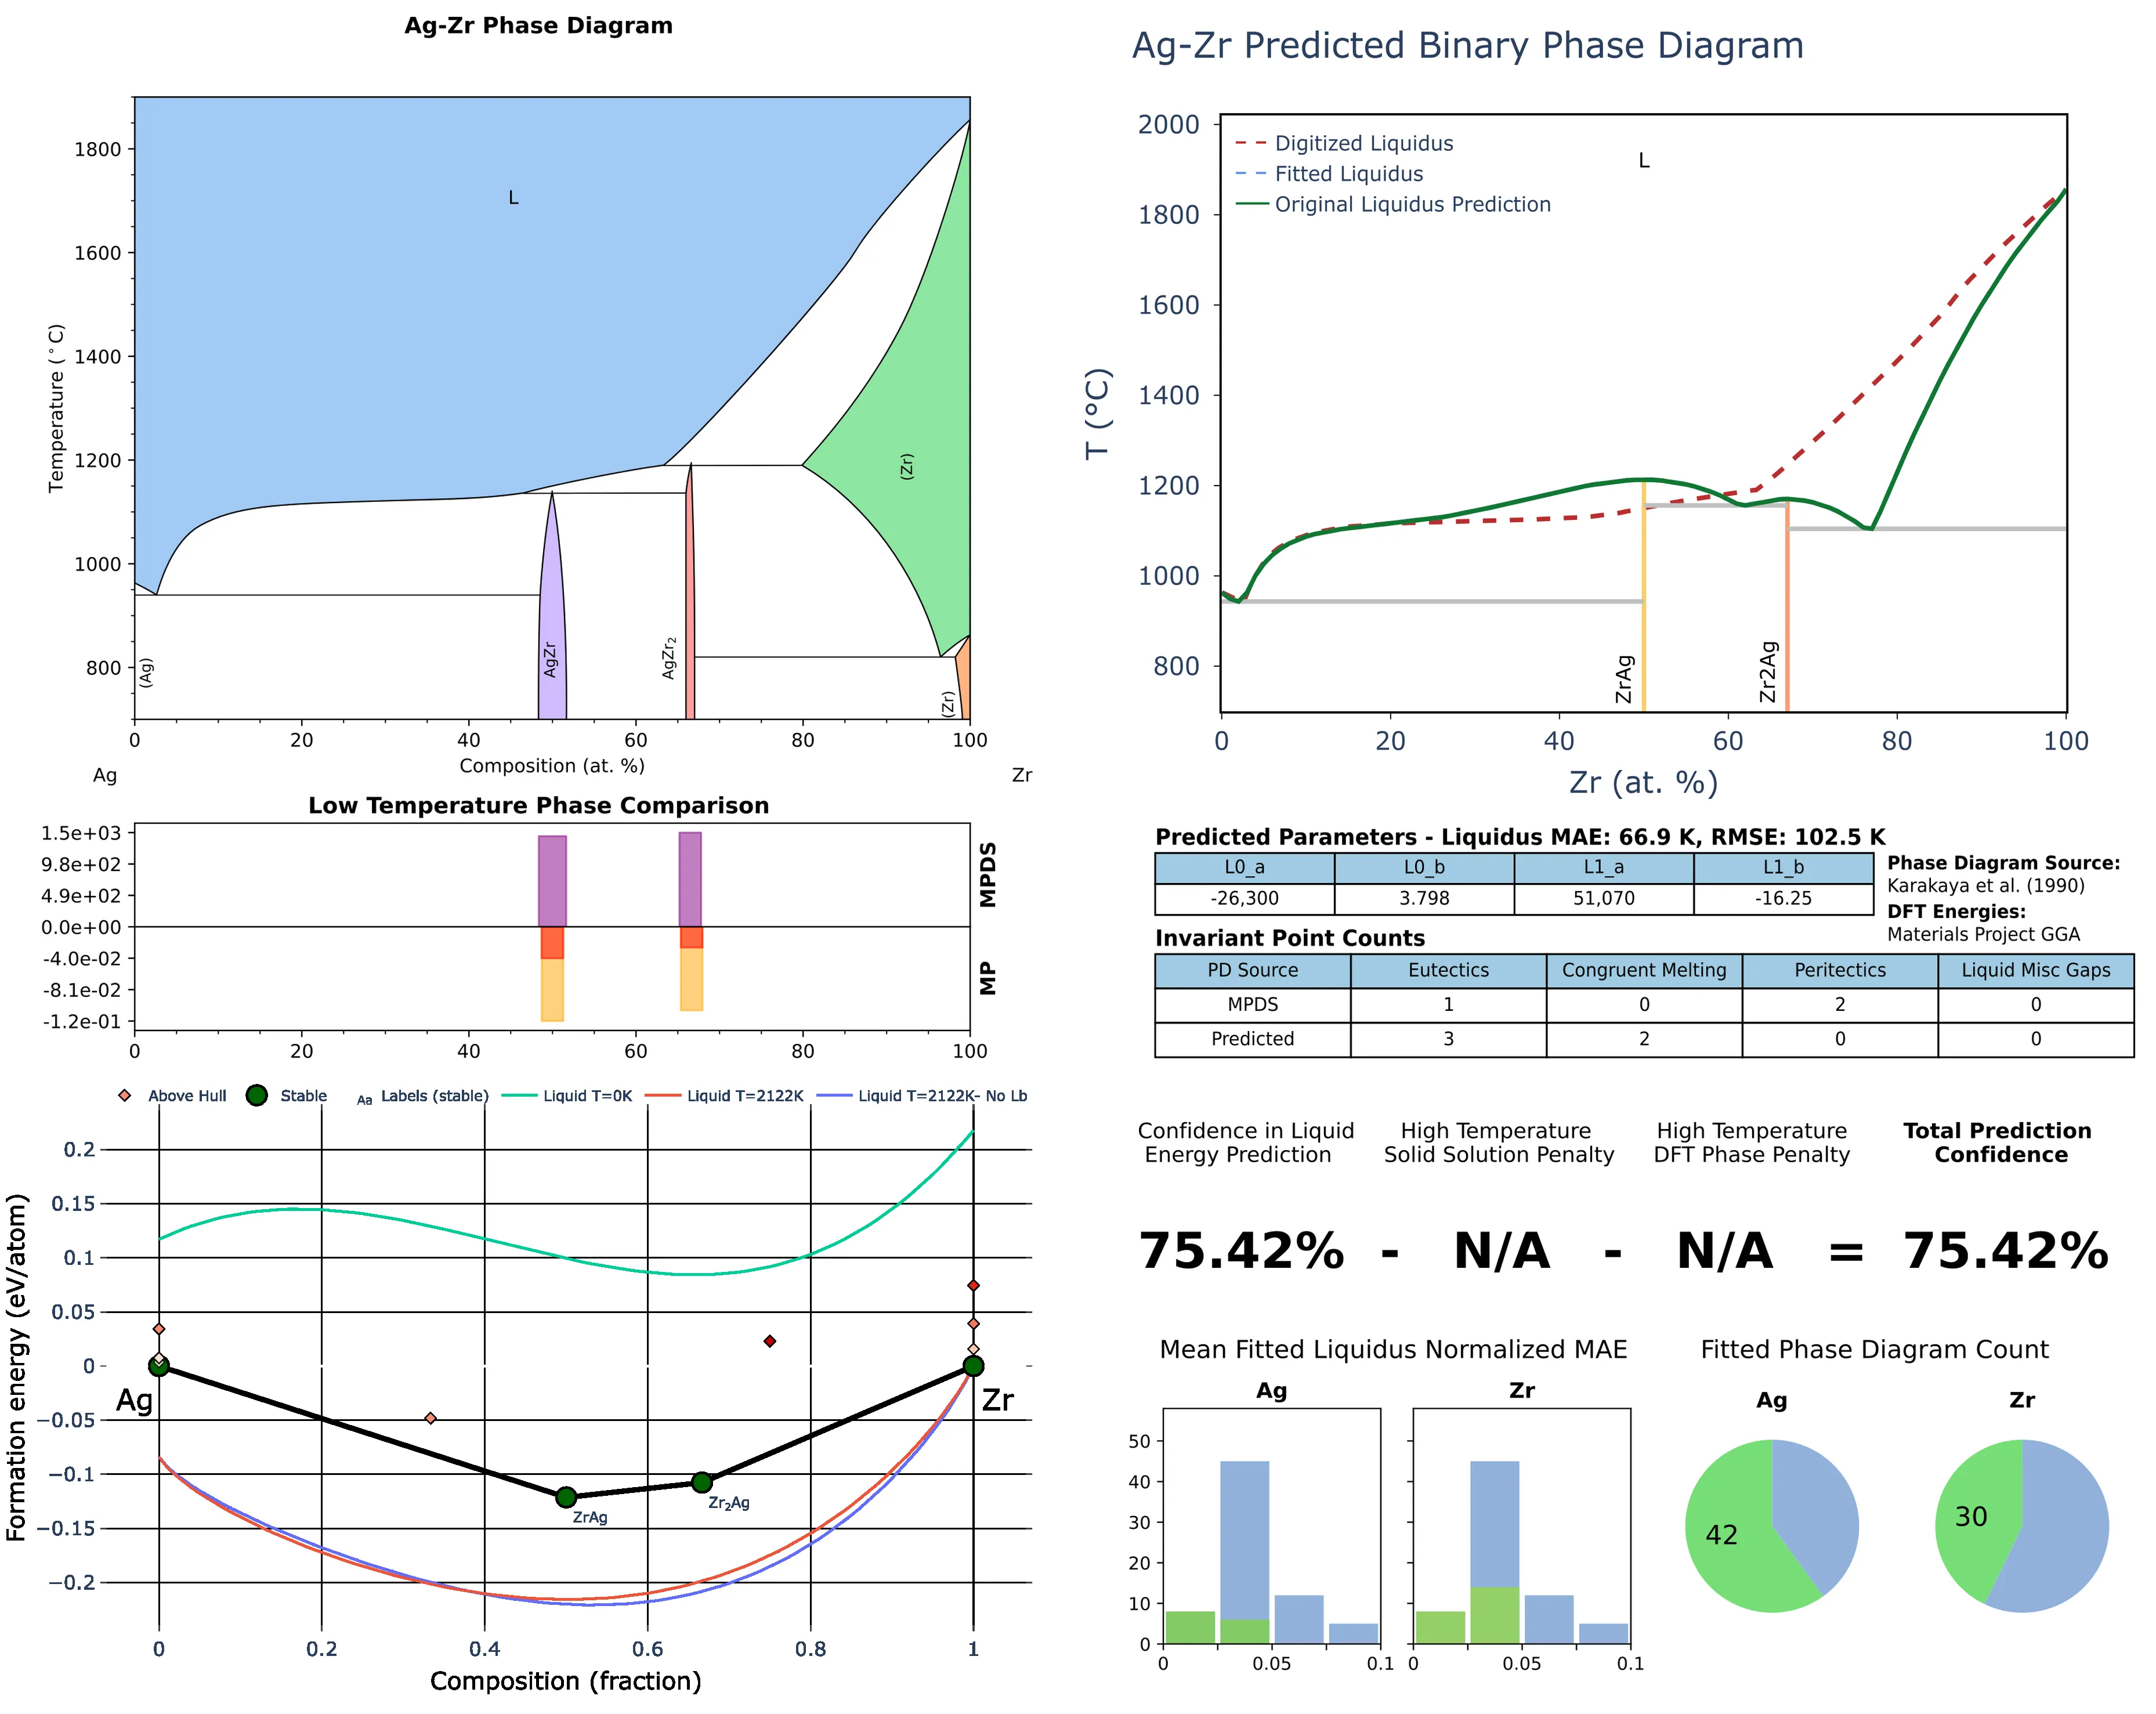 Ag-Zr Phase Diagram
1800
1600
1400
1200
1000
800
Temperature (°C)
L
(Ag)
AgZr
AgZr₂
(Zr)
(Zr)
0 20 40 60 80 100
Composition (at. %)
Ag Zr
Low Temperature Phase Comparison
1.5e+03
9.8e+02
4.9e+02
0.0e+00
-4.0e-02
-8.1e-02
-1.2e-01
MPDS
MP
0 20 40 60 80 100
Above Hull Stable Aa Labels (stable) Liquid T=0K Liquid T=2122K Liquid T=2122K- No Lb
0.2
0.15
0.1
0.05
0
−0.05
−0.1
−0.15
−0.2
Formation energy (eV/atom)
Ag
Zr
ZrAg
Zr₂Ag
0 0.2 0.4 0.6 0.8 1
Composition (fraction)
Ag-Zr Predicted Binary Phase Diagram
2000
1800
1600
1400
1200
1000
800
T (°C)
Digitized Liquidus
Fitted Liquidus
Original Liquidus Prediction
L
ZrAg
Zr2Ag
0 20 40 60 80 100
Zr (at. %)
Predicted Parameters - Liquidus MAE: 66.9 K, RMSE: 102.5 K
L0_a L0_b L1_a L1_b
-26,300 3.798 51,070 -16.25
Phase Diagram Source:
Karakaya et al. (1990)
DFT Energies:
Materials Project GGA
Invariant Point Counts
PD Source Eutectics Congruent Melting Peritectics Liquid Misc Gaps
MPDS 1 0 2 0
Predicted 3 2 0 0
Confidence in Liquid
Energy Prediction
High Temperature
Solid Solution Penalty
High Temperature
DFT Phase Penalty
Total Prediction
Confidence
75.42% - N/A - N/A = 75.42%
Mean Fitted Liquidus Normalized MAE
Ag
Zr
50
40
30
20
10
0
0 0.05 0.1
0 0.05 0.1
Fitted Phase Diagram Count
Ag
Zr
42
30